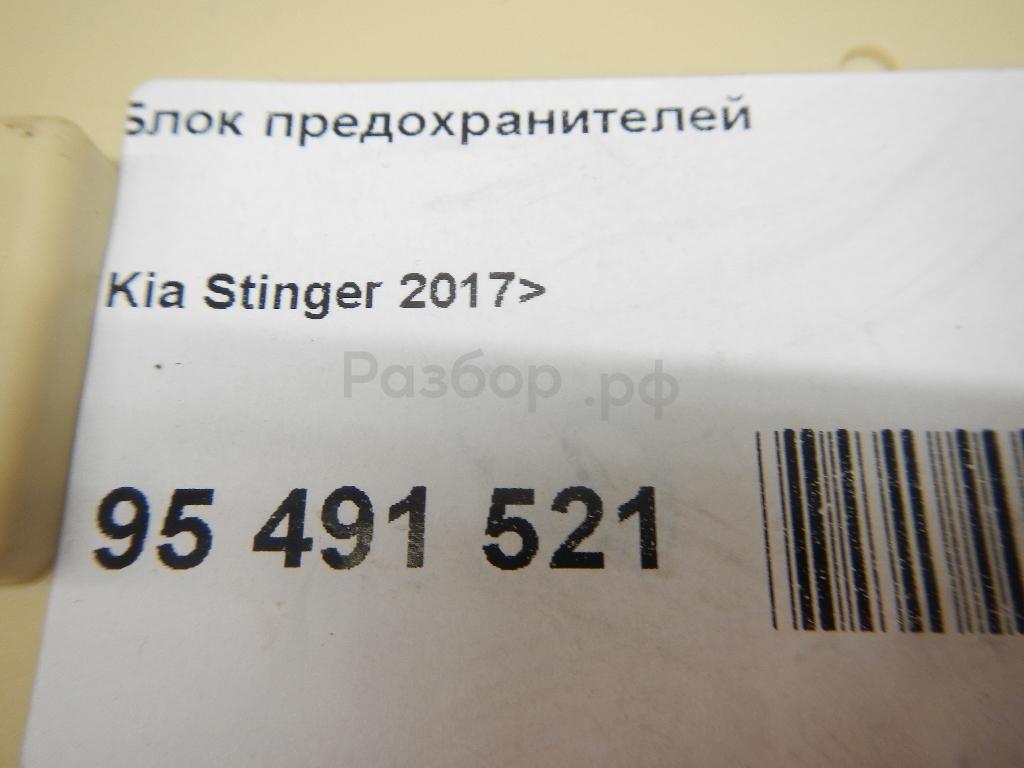 Блок предохранителей
Kia Stinger 2017>
Разбор.рф
95 491 521